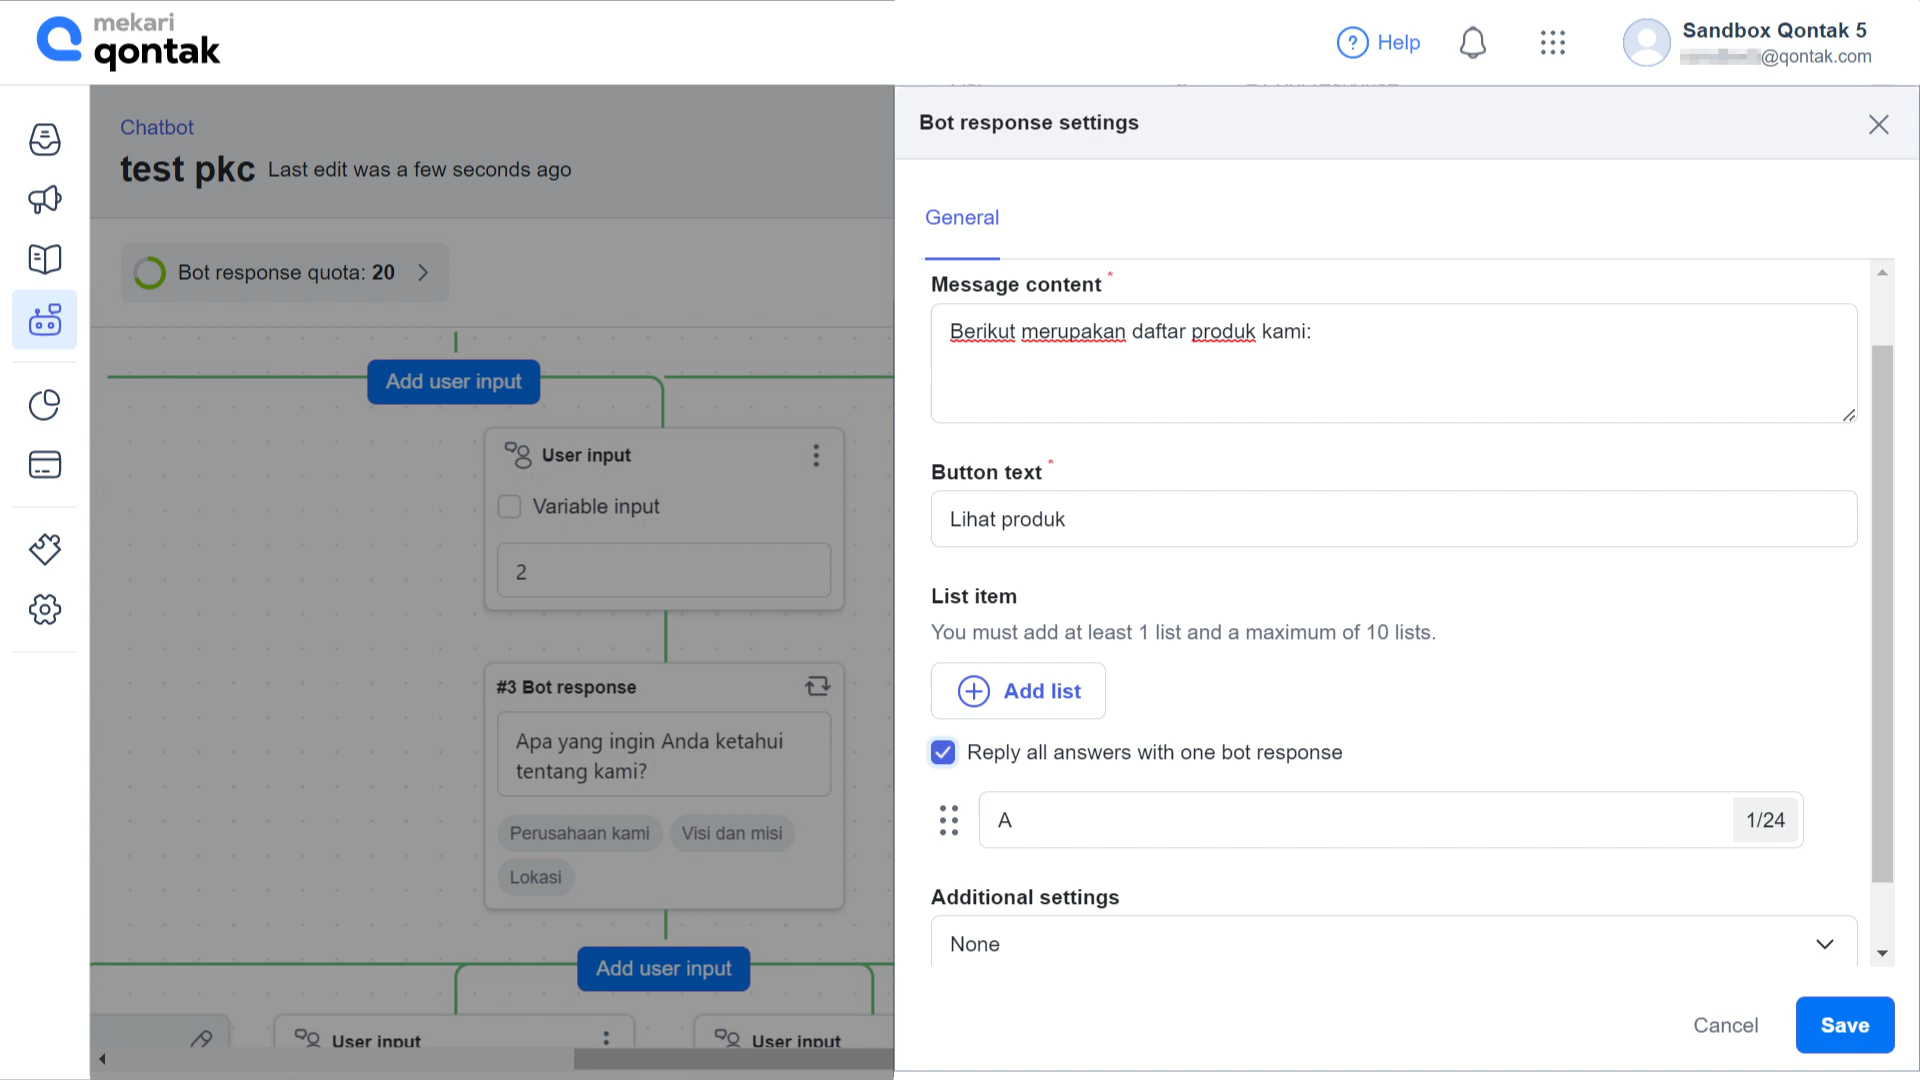 mekari
qontak
Help
Sandbox Qontak 5
@qontak.com
Chatbot
test pkc Last edit was a few seconds ago
Bot response quota: 20
Add user input
User input
Variable input
2
#3 Bot response
Apa yang ingin Anda ketahui
tentang kami?
Perusahaan kami Visi dan misi
Lokasi
Add user input
User input
User input
Bot response settings
General
Message content *
Berikut merupakan daftar produk kami:
Button text *
Lihat produk
List item
You must add at least 1 list and a maximum of 10 lists.
Add list
Reply all answers with one bot response
A 1/24
Additional settings
None
Cancel Save